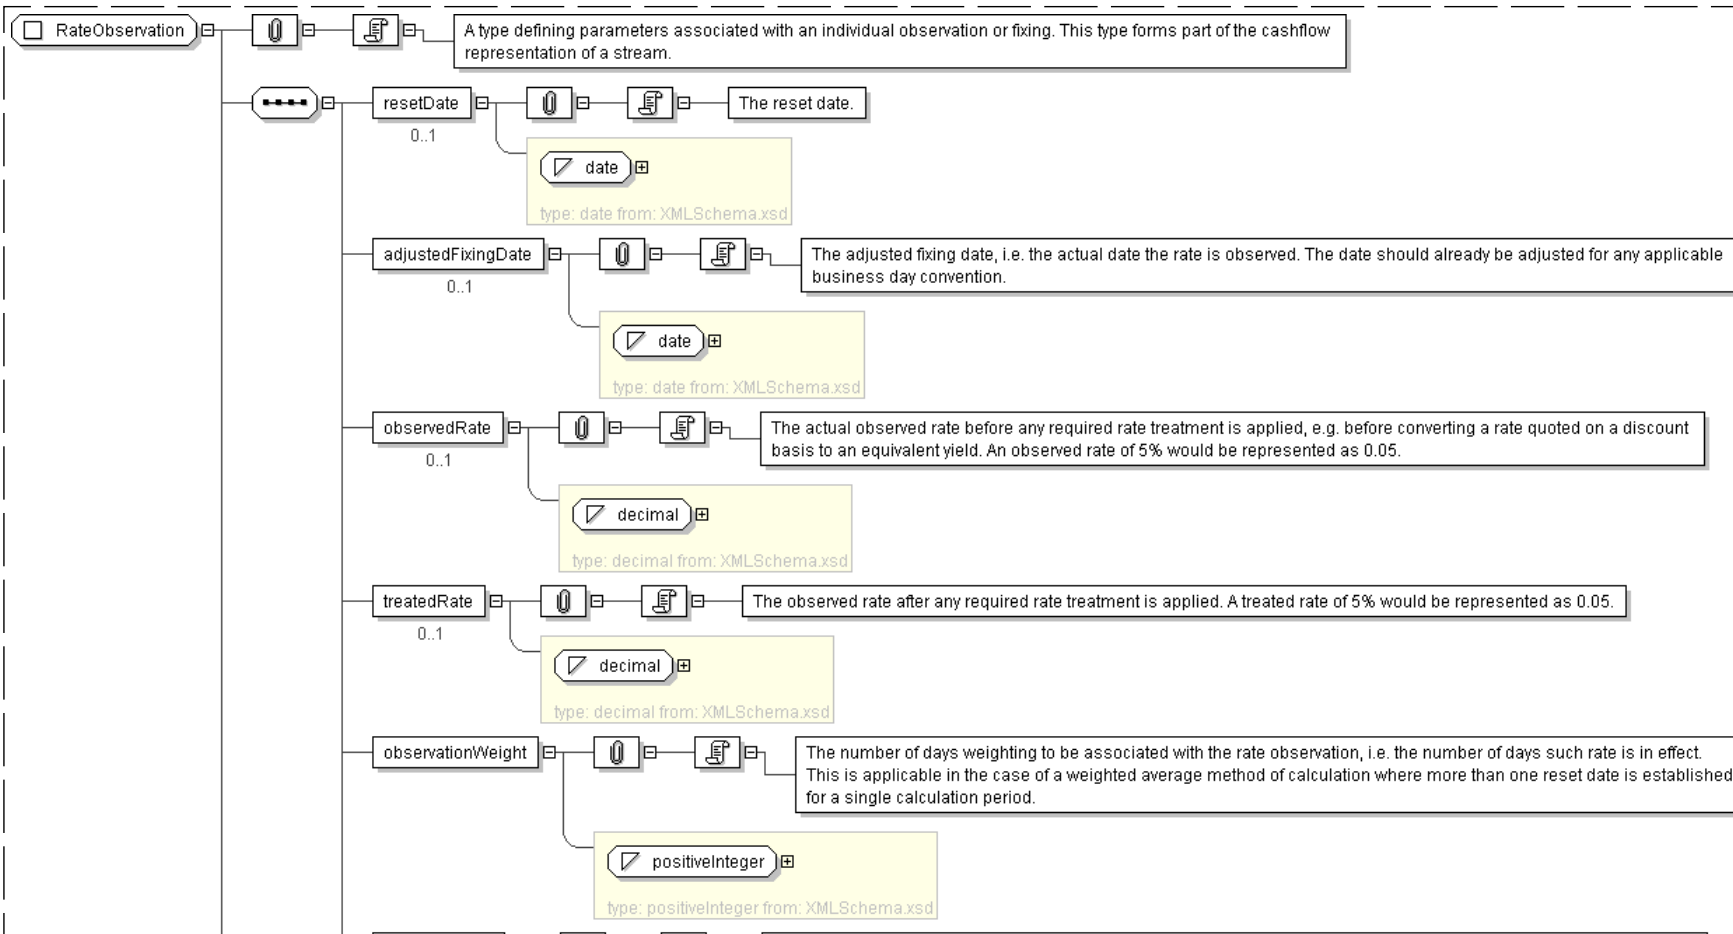 RateObservation
A type defining parameters associated with an individual observation or fixing. This type forms part of the cashflow
representation of a stream.
resetDate
The reset date.
0..1
date
type: date from: XMLSchema.xsd
adjustedFixingDate
The adjusted fixing date, i.e. the actual date the rate is observed. The date should already be adjusted for any applicable
business day convention.
0..1
date
type: date from: XMLSchema.xsd
observedRate
The actual observed rate before any required rate treatment is applied, e.g. before converting a rate quoted on a discount
basis to an equivalent yield. An observed rate of 5% would be represented as 0.05.
0..1
decimal
type: decimal from: XMLSchema.xsd
treatedRate
The observed rate after any required rate treatment is applied. A treated rate of 5% would be represented as 0.05.
0..1
decimal
type: decimal from: XMLSchema.xsd
observationWeight
The number of days weighting to be associated with the rate observation, i.e. the number of days such rate is in effect.
This is applicable in the case of a weighted average method of calculation where more than one reset date is established
for a single calculation period.
positiveInteger
type: positiveInteger from: XMLSchema.xsd